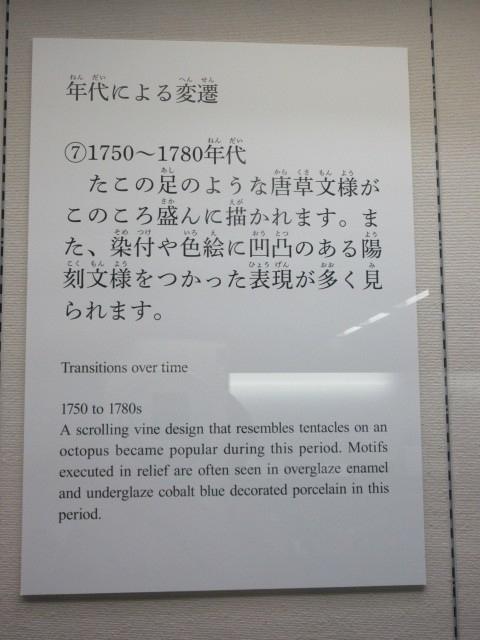 年代による変遷
⑦1750～1780年代
たこの足のような唐草文様が
このころ盛んに描かれます。ま
た、染付や色絵に凹凸のある陽
刻文様をつかった表現が多く見
られます。
Transitions over time
1750 to 1780s
A scrolling vine design that resembles tentacles on an
octopus became popular during this period. Motifs
executed in relief are often seen in overglaze enamel
and underglaze cobalt blue decorated porcelain in this
period.